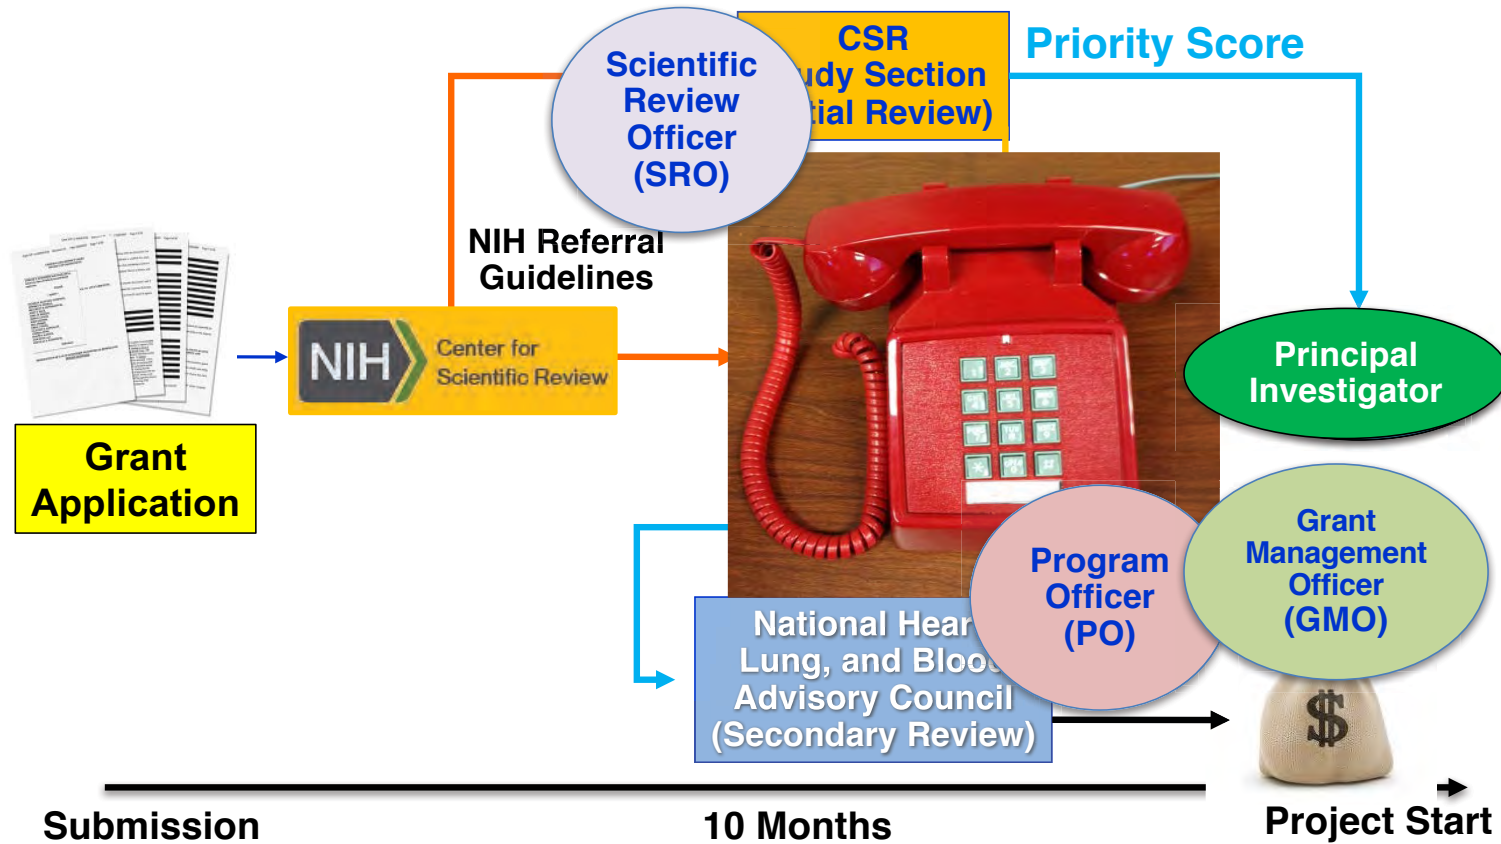 CSR
udy Section
tial Review)
Priority Score
Scientific
Review
Officer
(SRO)
NIH Referral
Guidelines
NIH
Center for
Scientific Review
Grant
Application
Principal
Investigator
Program
Officer
(PO)
Grant
Management
Officer
(GMO)
National Hear
Lung, and Bloo
Advisory Council
(Secondary Review)
$
Submission
10 Months
Project Start